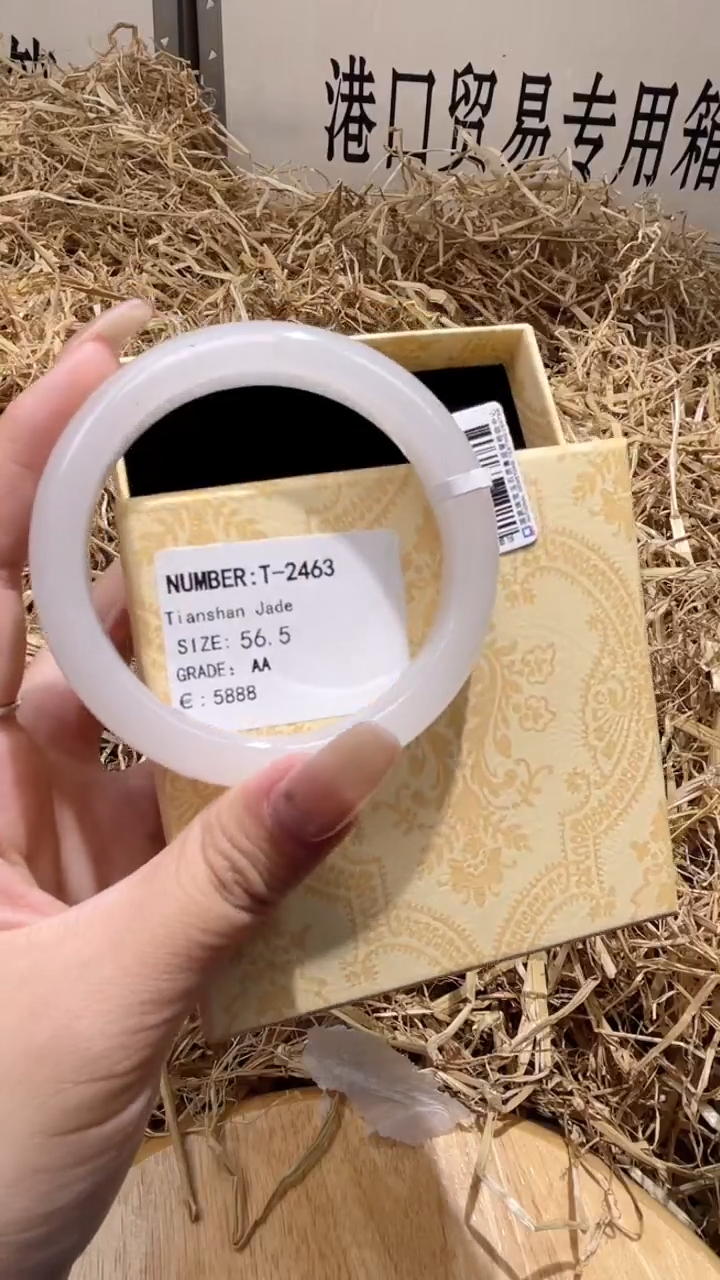 港口贸易专用箱
NUMBER:T-2463
Tianshan Jade
SIZE: 56.5
GRADE: AA
€: 5888